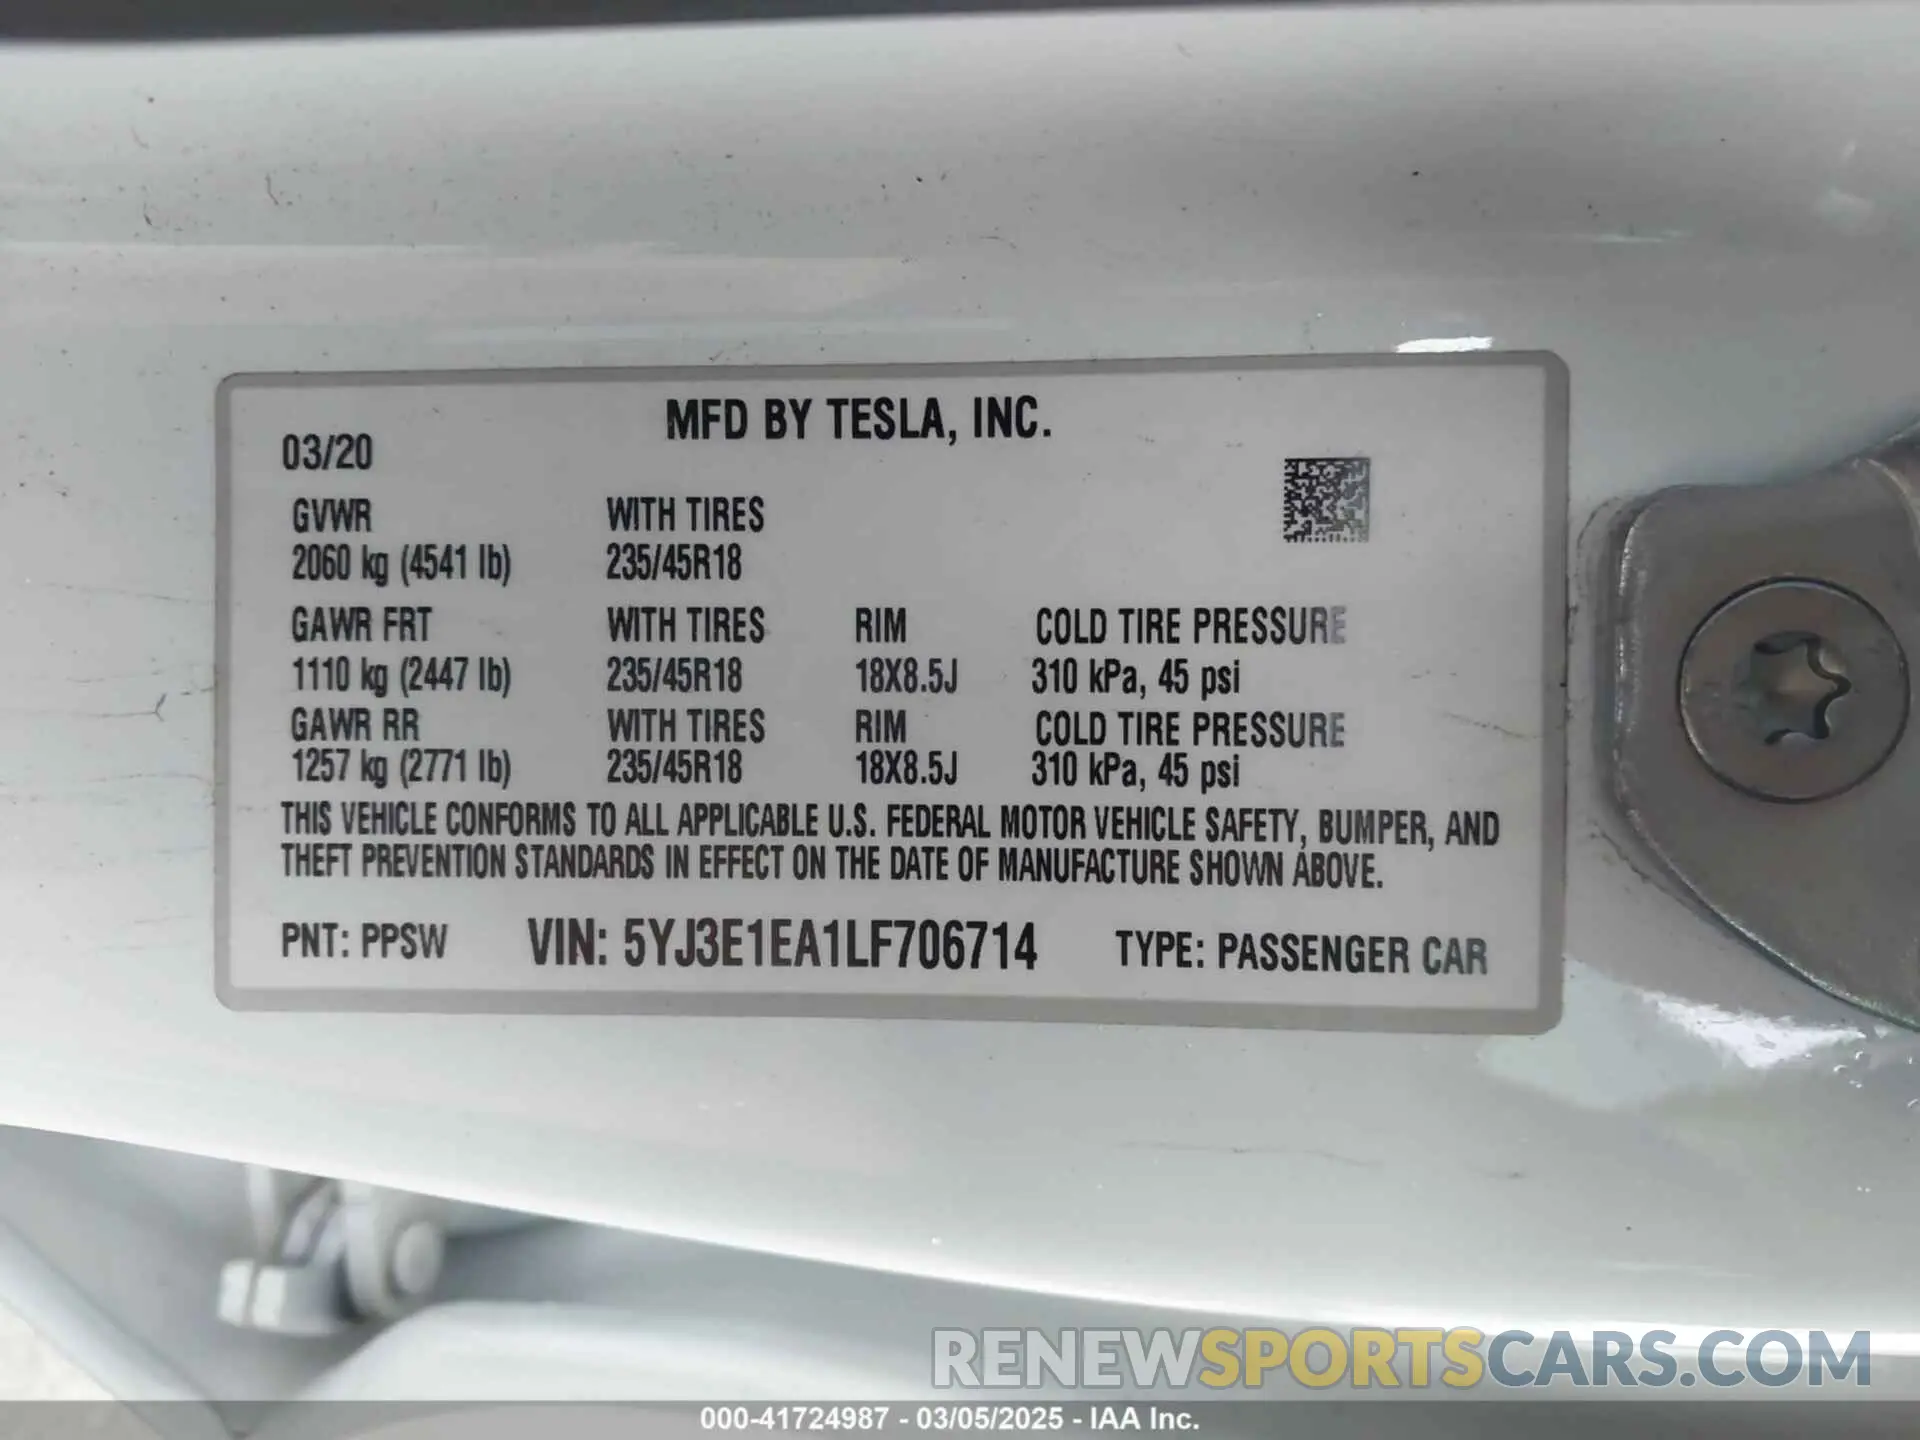 MFD BY TESLA, INC.
03/20
GVWR WITH TIRES
2060 kg (4541 lb) 235/45R18
GAWR FRT WITH TIRES RIM COLD TIRE PRESSURE
1110 kg (2447 lb) 235/45R18 18X8.5J 310 kPa, 45 psi
GAWR RR WITH TIRES RIM COLD TIRE PRESSURE
1257 kg (2771 lb) 235/45R18 18X8.5J 310 kPa, 45 psi
THIS VEHICLE CONFORMS TO ALL APPLICABLE U.S. FEDERAL MOTOR VEHICLE SAFETY, BUMPER, AND
THEFT PREVENTION STANDARDS IN EFFECT ON THE DATE OF MANUFACTURE SHOWN ABOVE.
PNT: PPSW VIN: 5YJ3E1EA1LF706714 TYPE: PASSENGER CAR
RENEWSPORTSCARS.COM
000-41724987 - 03/05/2025 - IAA Inc.